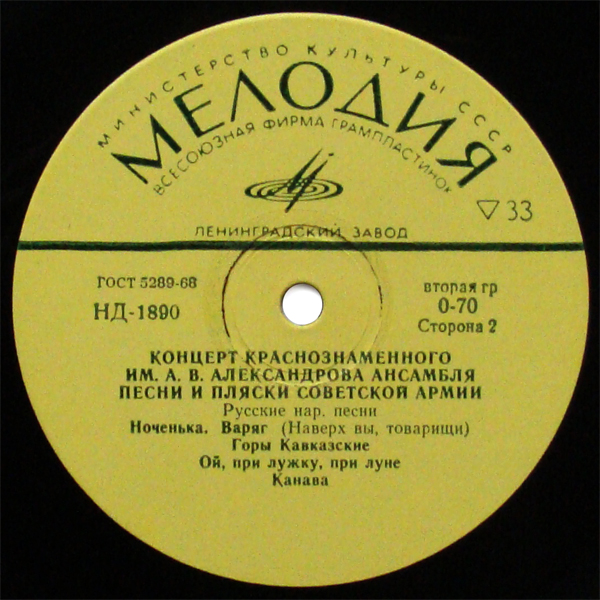 МИНИСТЕРСТВО КУЛЬТУРЫ СССР
МЕЛОДИЯ
ВСЕСОЮЗНАЯ ФИРМА ГРАМПЛАСТИНОК
33
ЛЕНИНГРАДСКИЙ ЗАВОД
ГОСТ 5289-68
НД-1890
вторая гр
0-70
Сторона 2
КОНЦЕРТ КРАСНОЗНАМЕННОГО
ИМ. А. В. АЛЕКСАНДРОВА АНСАМБЛЯ
ПЕСНИ И ПЛЯСКИ СОВЕТСКОЙ АРМИИ
Русские нар. песни
Ноченька. Варяг (Наверх вы, товарищи)
Горы Кавказские
Ой, при лужку, при луне
Канава